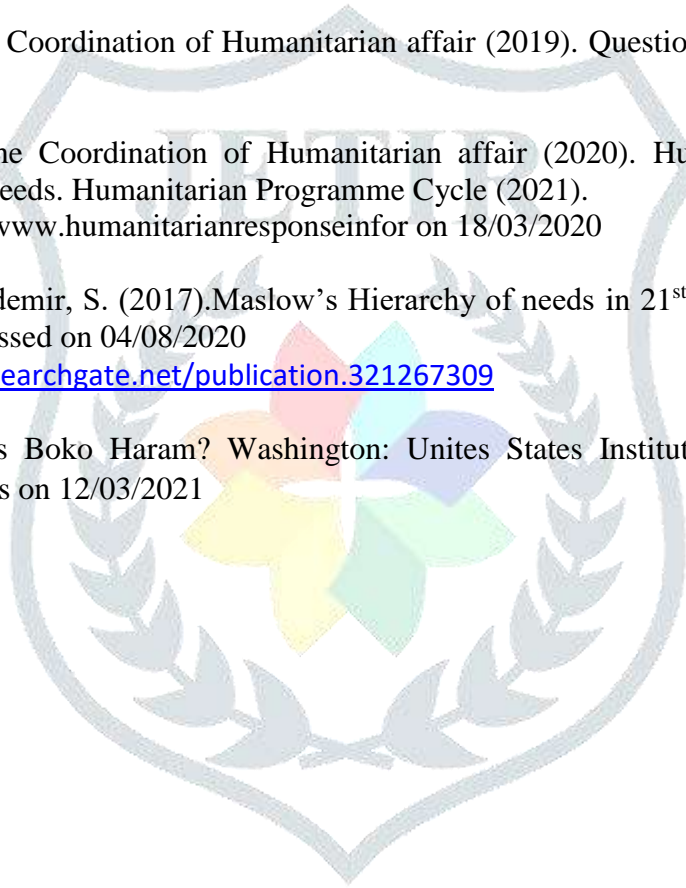 Coordination of Humanitarian affair (2019). Questio
ne Coordination of Humanitarian affair (2020). Hu
eeds. Humanitarian Programme Cycle (2021).
www.humanitarianresponseinfor on 18/03/2020
demir, S. (2017).Maslow’s Hierarchy of needs in 21st
ssed on 04/08/2020
searchgate.net/publication.321267309
s Boko Haram? Washington: Unites States Institut
s on 12/03/2021
JETIR